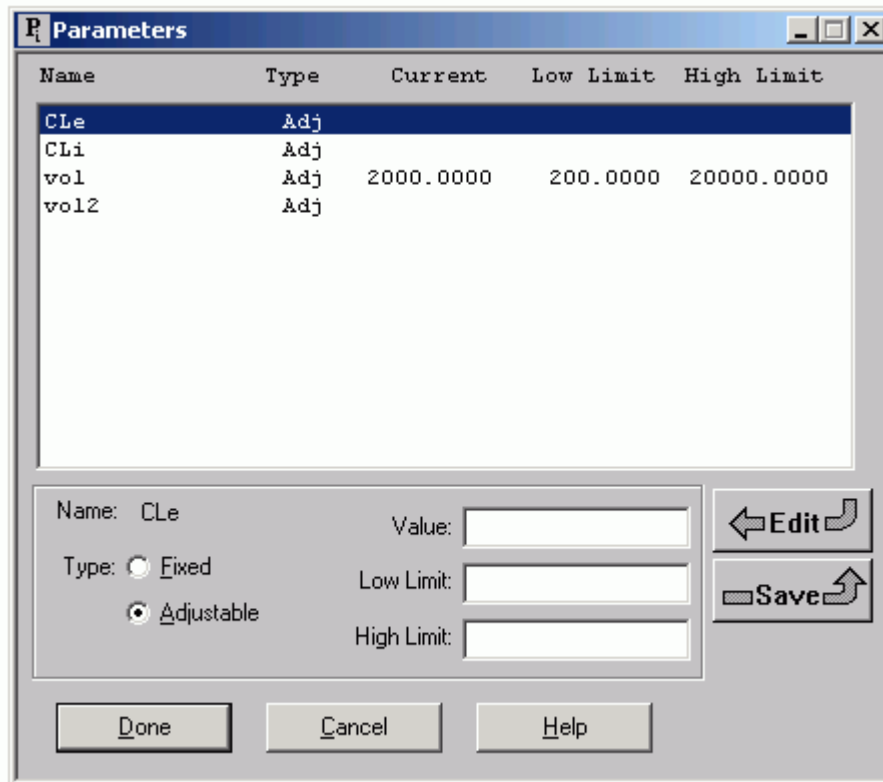 Pi Parameters
Name Type Current Low Limit High Limit
CLe Adj
CLi Adj
vol Adj 2000.0000 200.0000 20000.0000
vol2 Adj
Name: CLe
Value:
Edit
Type: Fixed
Low Limit:
Save
Adjustable
High Limit:
Done Cancel Help